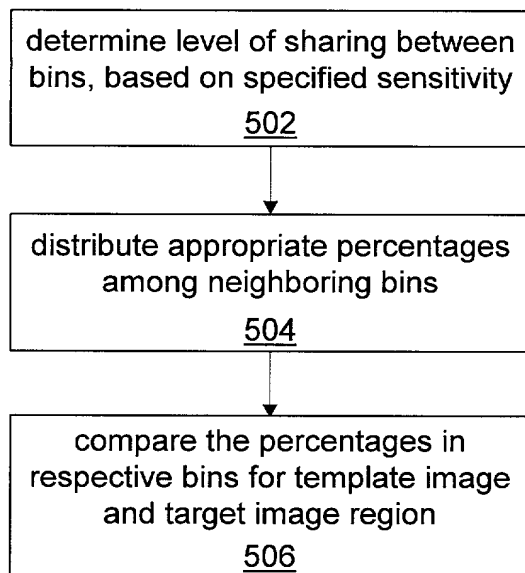 determine level of sharing between
bins, based on specified sensitivity
502
distribute appropriate percentages
among neighboring bins
504
compare the percentages in
respective bins for template image
and target image region
506